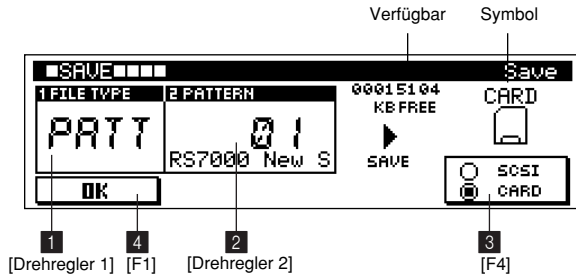 Verfügbar Symbol
SAVE Save
1 FILE TYPE 2 PATTERN 00015104 CARD
KB FREE
PATT 01
RS7000 New S SAVE
SCSI
OK CARD
1 4 2 3
[Drehregler 1] [F1] [Drehregler 2] [F4]